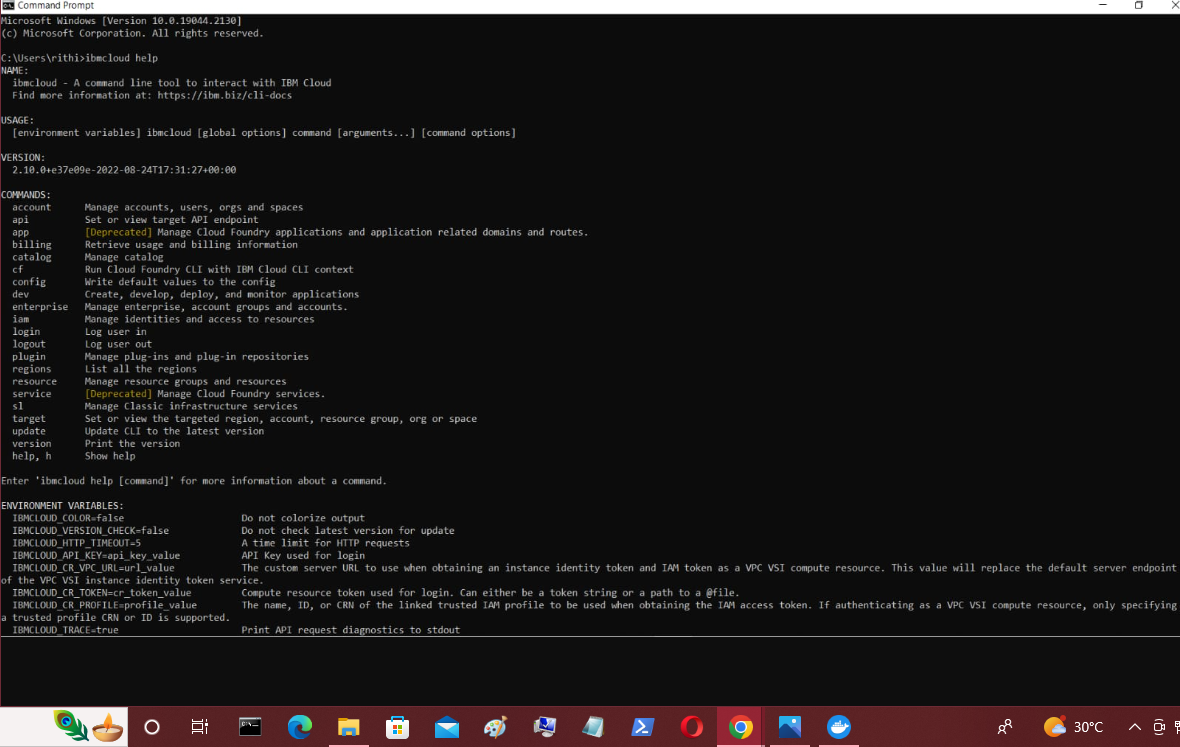 Command Prompt
Microsoft Windows [Version 10.0.19044.2130]
(c) Microsoft Corporation. All rights reserved.
C:\Users\rithi>ibmcloud help
NAME:
ibmcloud - A command line tool to interact with IBM Cloud
Find more information at: https://ibm.biz/cli-docs
USAGE:
[environment variables] ibmcloud [global options] command [arguments...] [command options]
VERSION:
2.10.0+e37e09e-2022-08-24T17:31:27+00:00
COMMANDS:
account Manage accounts, users, orgs and spaces
api Set or view target API endpoint
app [Deprecated] Manage Cloud Foundry applications and application related domains and routes.
billing Retrieve usage and billing information
catalog Manage catalog
cf Run Cloud Foundry CLI with IBM Cloud CLI context
config Write default values to the config
dev Create, develop, deploy, and monitor applications
enterprise Manage enterprise, account groups and accounts.
iam Manage identities and access to resources
login Log user in
logout Log user out
plugin Manage plug-ins and plug-in repositories
regions List all the regions
resource Manage resource groups and resources
service [Deprecated] Manage Cloud Foundry services.
sl Manage Classic infrastructure services
target Set or view the targeted region, account, resource group, org or space
update Update CLI to the latest version
version Print the version
help, h Show help
Enter 'ibmcloud help [command]' for more information about a command.
ENVIRONMENT VARIABLES:
IBMCLOUD_COLOR=false Do not colorize output
IBMCLOUD_VERSION_CHECK=false Do not check latest version for update
IBMCLOUD_HTTP_TIMEOUT=5 A time limit for HTTP requests
IBMCLOUD_API_KEY=api_key_value API Key used for login
IBMCLOUD_CR_VPC_URL=url_value The custom server URL to use when obtaining an instance identity token and IAM token as a VPC VSI compute resource. This value will replace the default server endpoint
of the VPC VSI instance identity token service.
IBMCLOUD_CR_TOKEN=cr_token_value Compute resource token used for login. Can either be a token string or a path to a @file.
IBMCLOUD_CR_PROFILE=profile_value The name, ID, or CRN of the linked trusted IAM profile to be used when obtaining the IAM access token. If authenticating as a VPC VSI compute resource, only specifying
a trusted profile CRN or ID is supported.
IBMCLOUD_TRACE=true Print API request diagnostics to stdout
30°C